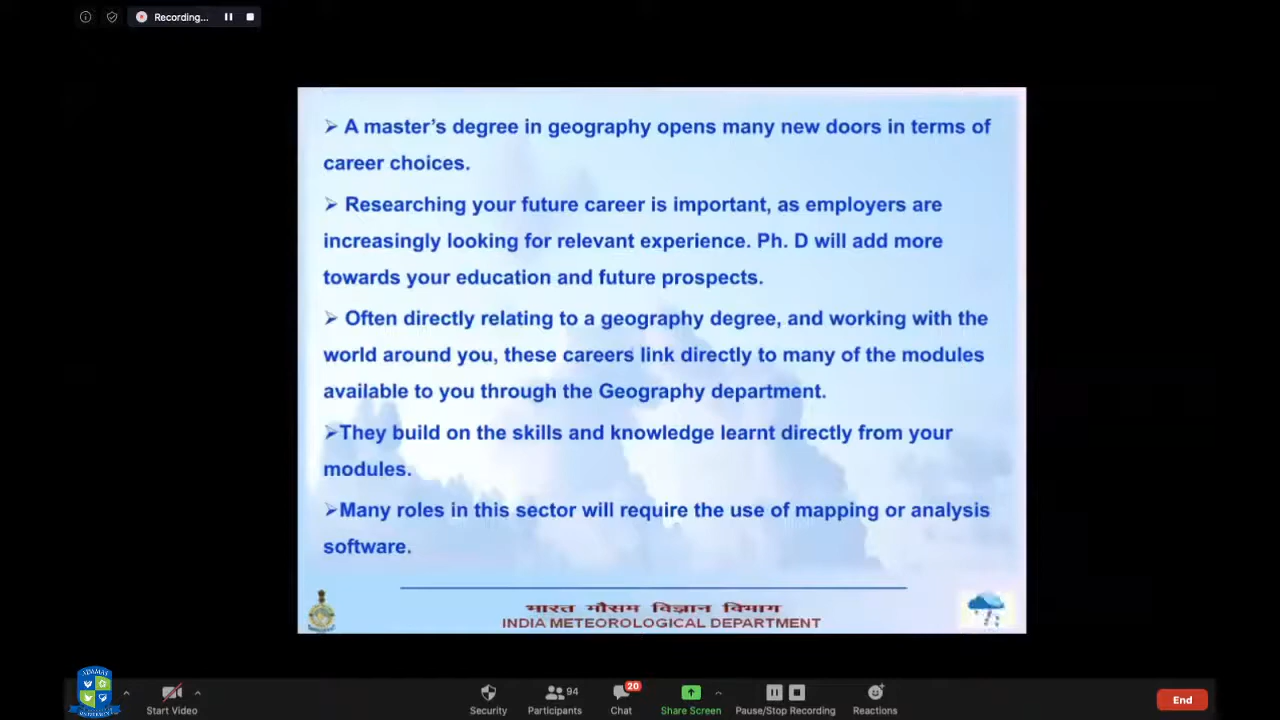 Recording...
➢ A master's degree in geography opens many new doors in terms of
career choices.
➢ Researching your future career is important, as employers are
increasingly looking for relevant experience. Ph. D will add more
towards your education and future prospects.
➢ Often directly relating to a geography degree, and working with the
world around you, these careers link directly to many of the modules
available to you through the Geography department.
➢They build on the skills and knowledge learnt directly from your
modules.
➢Many roles in this sector will require the use of mapping or analysis
software.
भारत मौसम विज्ञान विभाग
INDIA METEOROLOGICAL DEPARTMENT
94
20
Start Video
Security
Participants
Chat
Share Screen
Pause/Stop Recording
Reactions
End